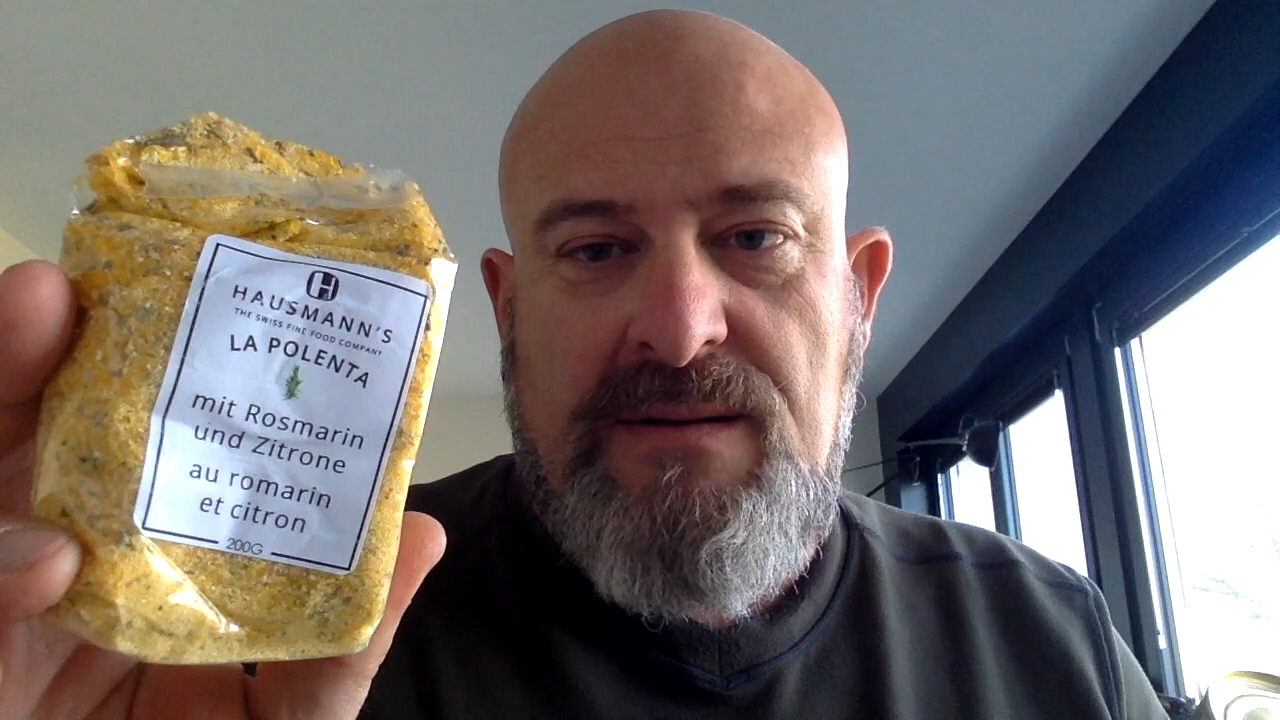 H
HAUSMANN'S
THE SWISS FINE FOOD COMPANY
LA POLENTA
mit Rosmarin
und Zitrone
au romarin
et citron
200G